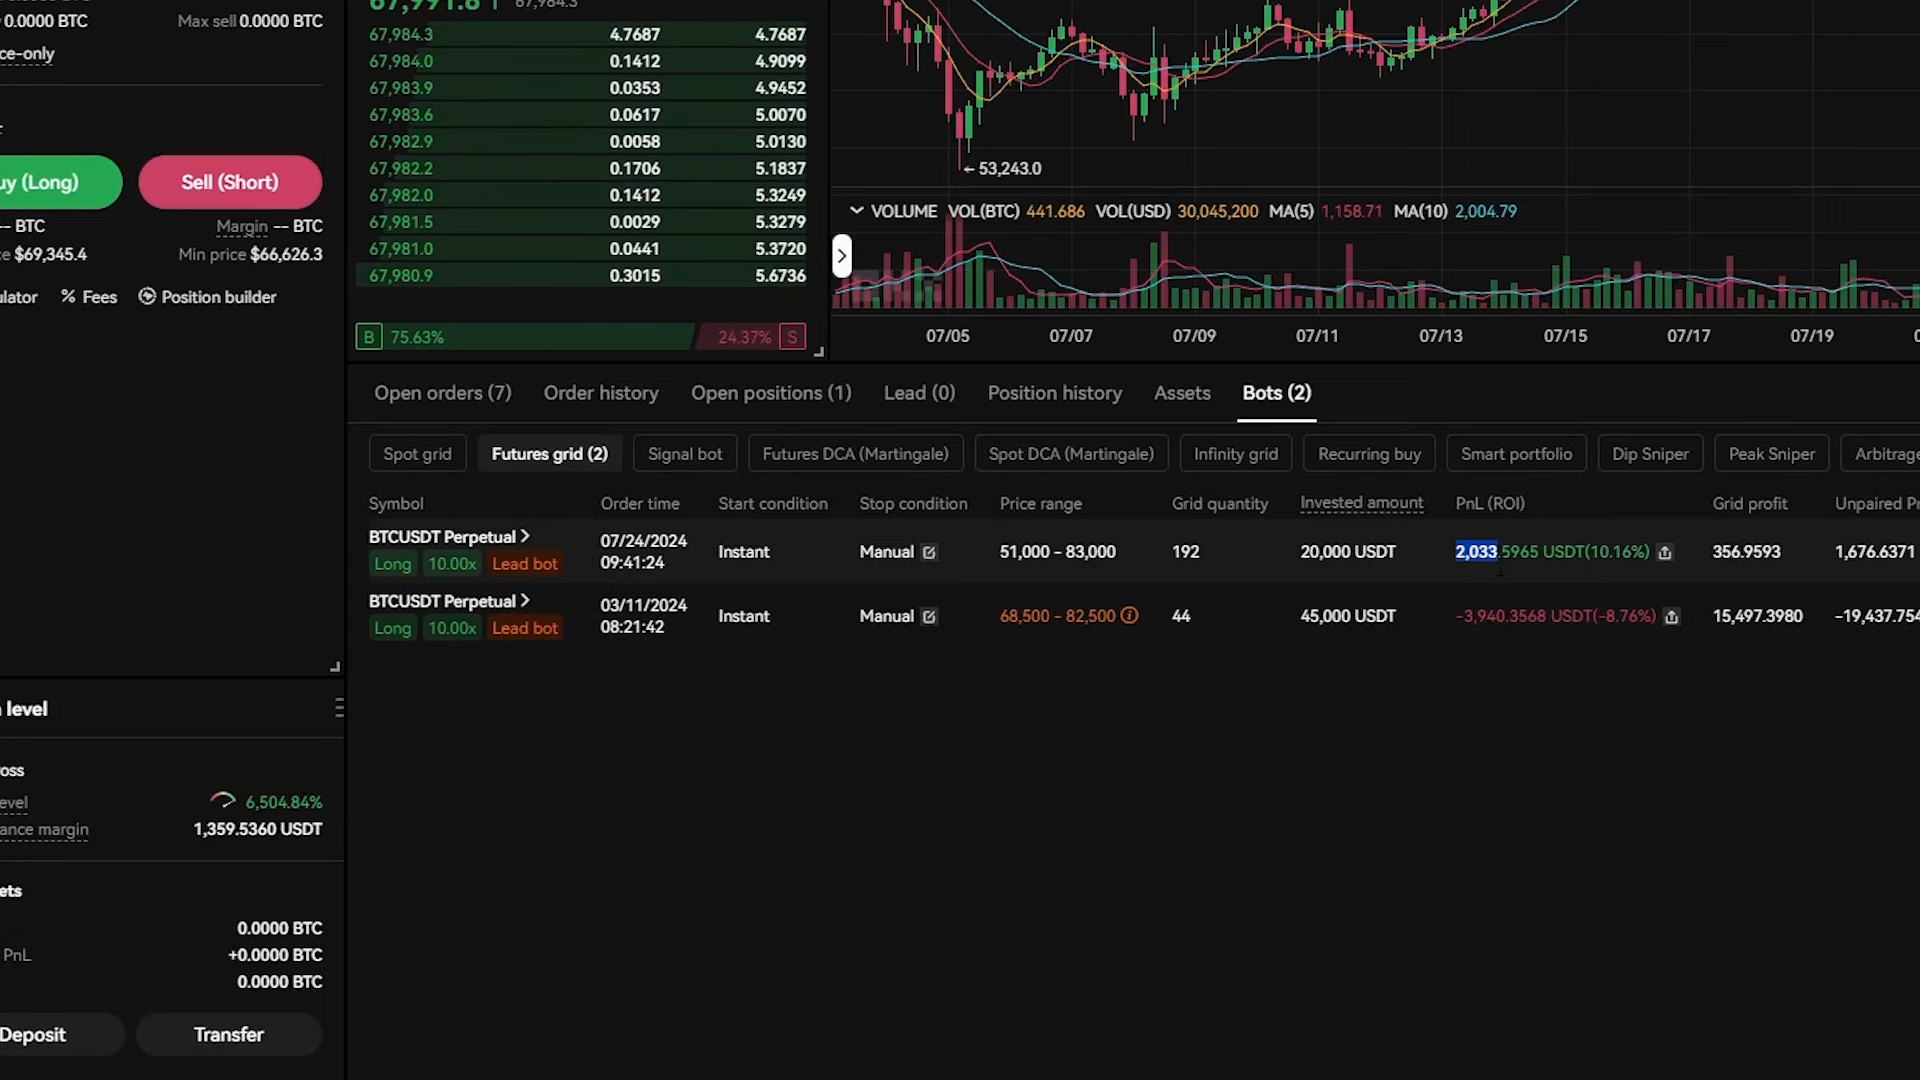 0.0000 BTC Max sell 0.0000 BTC
ce-only
uy (Long) Sell (Short)
-- BTC Margin -- BTC
$69,345.4 Min price $66,626.3
% Fees Position builder
67,991.8 ↑ 67,984.3
67,984.3 4.7687 4.7687
67,984.0 0.1412 4.9099
67,983.9 0.0353 4.9452
67,983.6 0.0617 5.0070
67,982.9 0.0058 5.0130
67,982.2 0.1706 5.1837
67,982.0 0.1412 5.3249
67,981.5 0.0029 5.3279
67,981.0 0.0441 5.3720
67,980.9 0.3015 5.6736
B 75.63% 24.37% S
←53,243.0
VOLUME VOL(BTC) 441.686 VOL(USD) 30,045,200 MA(5) 1,158.71 MA(10) 2,004.79
07/05 07/07 07/09 07/11 07/13 07/15 07/17 07/19
Open orders (7) Order history Open positions (1) Lead (0) Position history Assets Bots (2)
Spot grid Futures grid (2) Signal bot Futures DCA (Martingale) Spot DCA (Martingale) Infinity grid Recurring buy Smart portfolio Dip Sniper Peak Sniper Arbitrage
Symbol Order time Start condition Stop condition Price range Grid quantity Invested amount PnL (ROI) Grid profit Unpaired Pr
BTCUSDT Perpetual > 07/24/2024 Instant Manual 51,000 - 83,000 192 20,000 USDT 2,033.5965 USDT(10.16%) 356.9593 1,676.6371
Long 10.00x Lead bot 09:41:24
BTCUSDT Perpetual > 03/11/2024 Instant Manual 68,500 - 82,500 44 45,000 USDT -3,940.3568 USDT(-8.76%) 15,497.3980 -19,437.754
Long 10.00x Lead bot 08:21:42
level
oss
evel 6,504.84%
ance margin 1,359.5360 USDT
ets
0.0000 BTC
PnL +0.0000 BTC
0.0000 BTC
Deposit Transfer